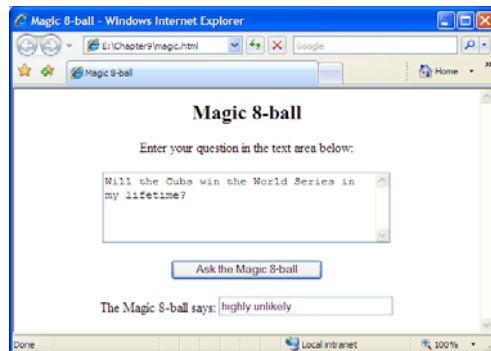 Magic 8-ball - Windows Internet Explorer
E:\Chapter9\magic.html
Google
Magic 8-ball
Home
Magic 8-ball
Enter your question in the text area below:
Will the Cubs win the World Series in
my lifetime?
Ask the Magic 8-ball
The Magic 8-ball says: highly unlikely
Done
Local intranet
100%